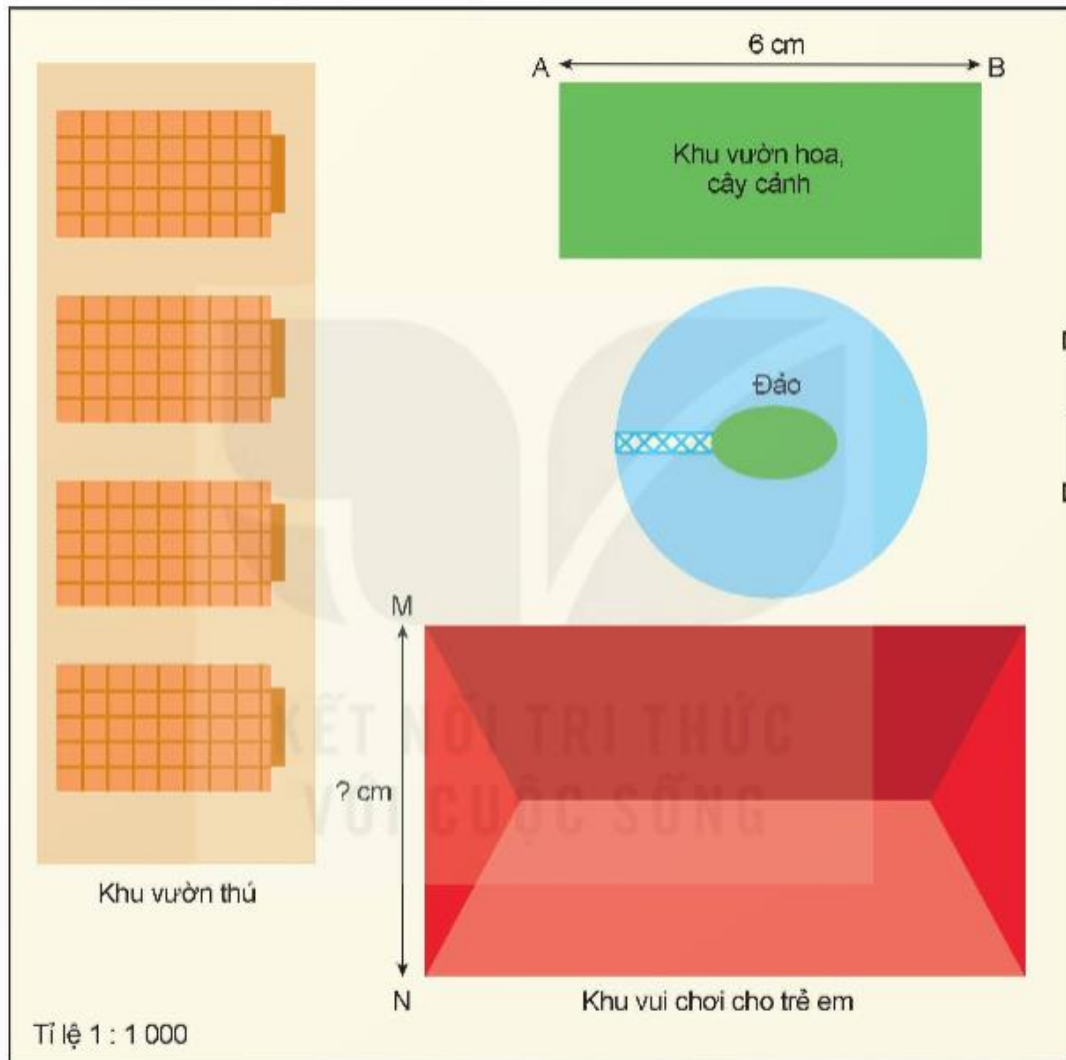 6 cm
A
B
Khu vườn hoa,
cây cảnh
Đảo
M
? cm
KẾT NỐI TRI THỨC
VỚI CUỘC SỐNG
Khu vườn thú
N
Khu vui chơi cho trẻ em
Tỉ lệ 1 : 1 000